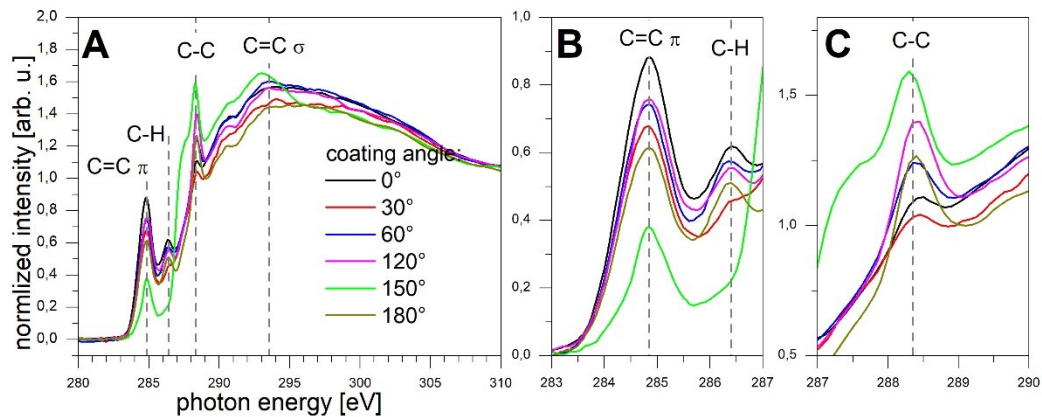 A
B
C
C-C
C=C σ
C-H
C=C π
C=C π
C-H
C-C
normlized intensity [arb. u.]
2,0
1,8
1,6
1,4
1,2
1,0
0,8
0,6
0,4
0,2
0,0
coating angle:
0°
30°
60°
120°
150°
180°
280 285 290 295 300 305 310
photon energy [eV]
1,0
0,8
0,6
0,4
0,2
0,0
283 284 285 286 287
1,5
1,0
0,5
287 288 289 290